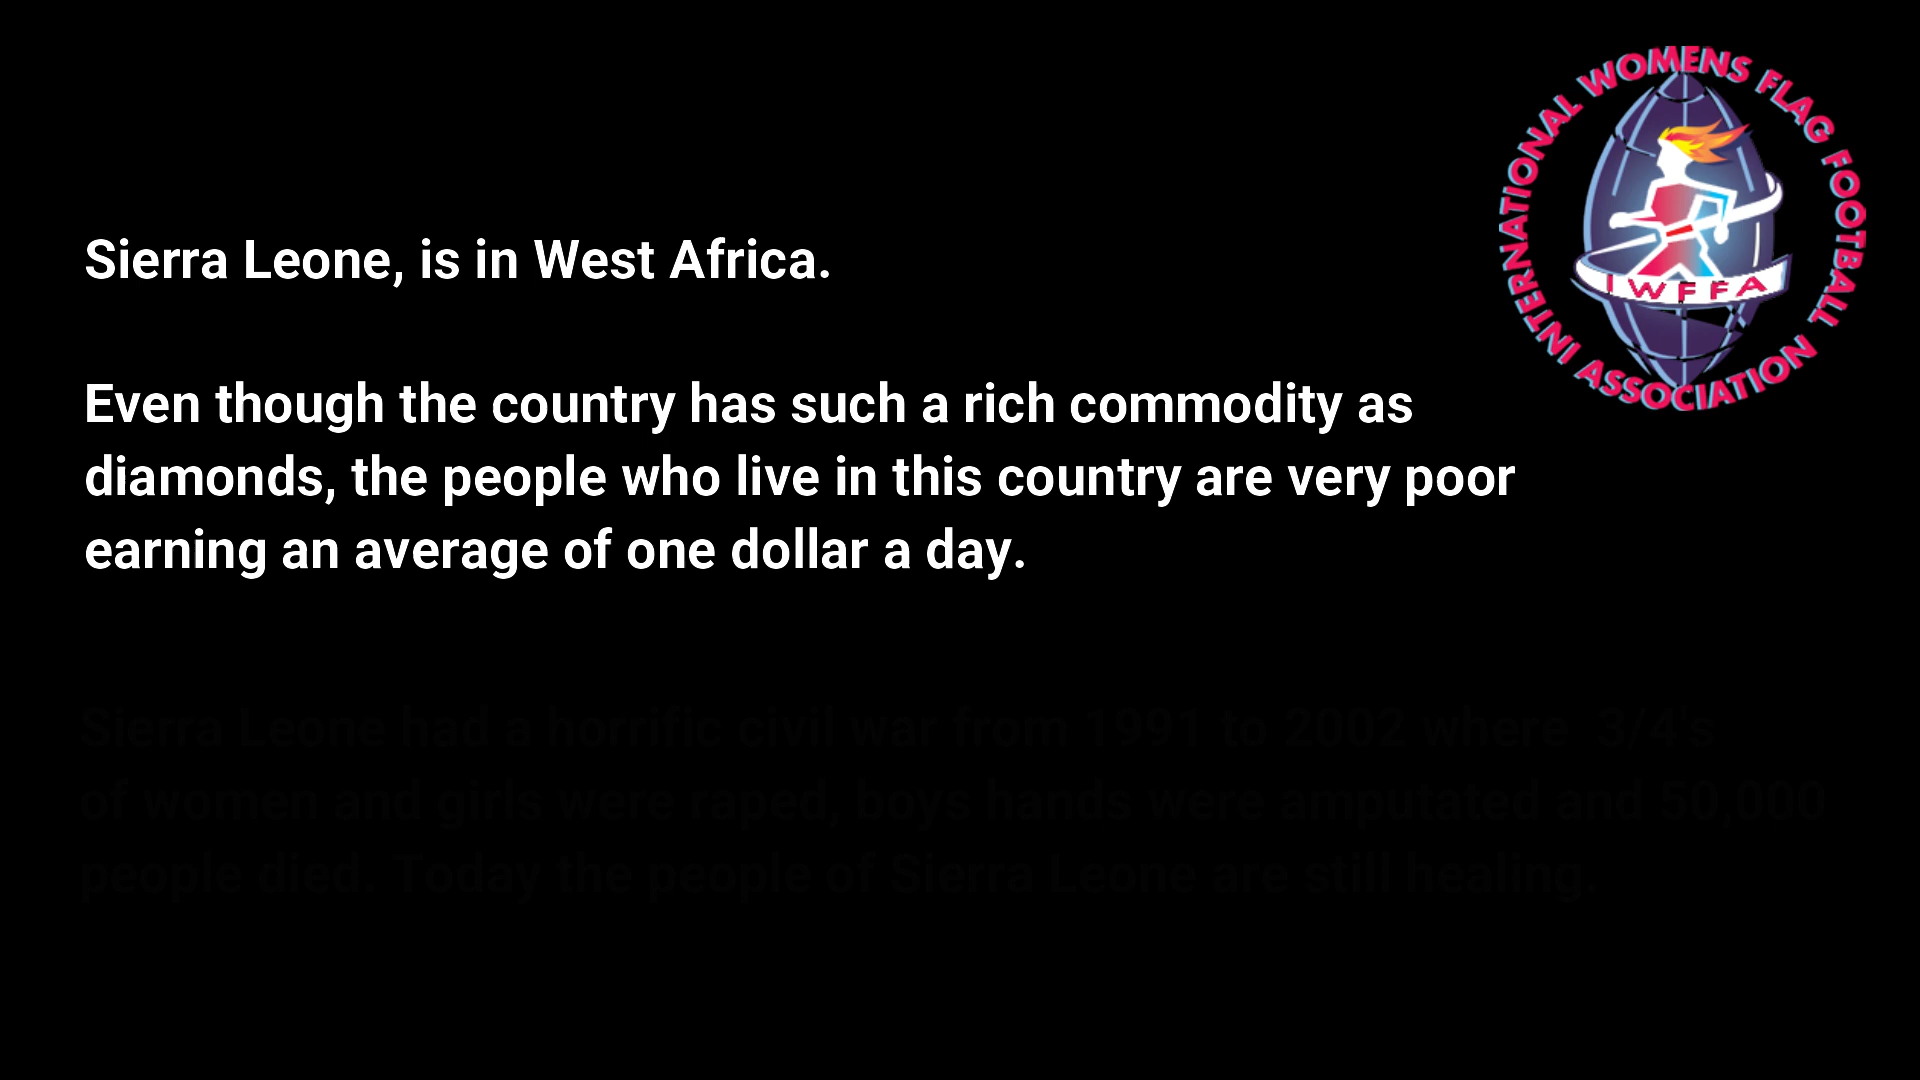 INTERNATIONAL WOMENS FLAG FOOTBALL ASSOCIATION
IWFFA
Sierra Leone, is in West Africa.
Even though the country has such a rich commodity as
diamonds, the people who live in this country are very poor
earning an average of one dollar a day.
Sierra Leone had a horrific civil war from 1991 to 2002 where 3/4's
of women and girls were raped, boys hands were amputated and 50,000
people died. Today the people of Sierra Leone are still healing.